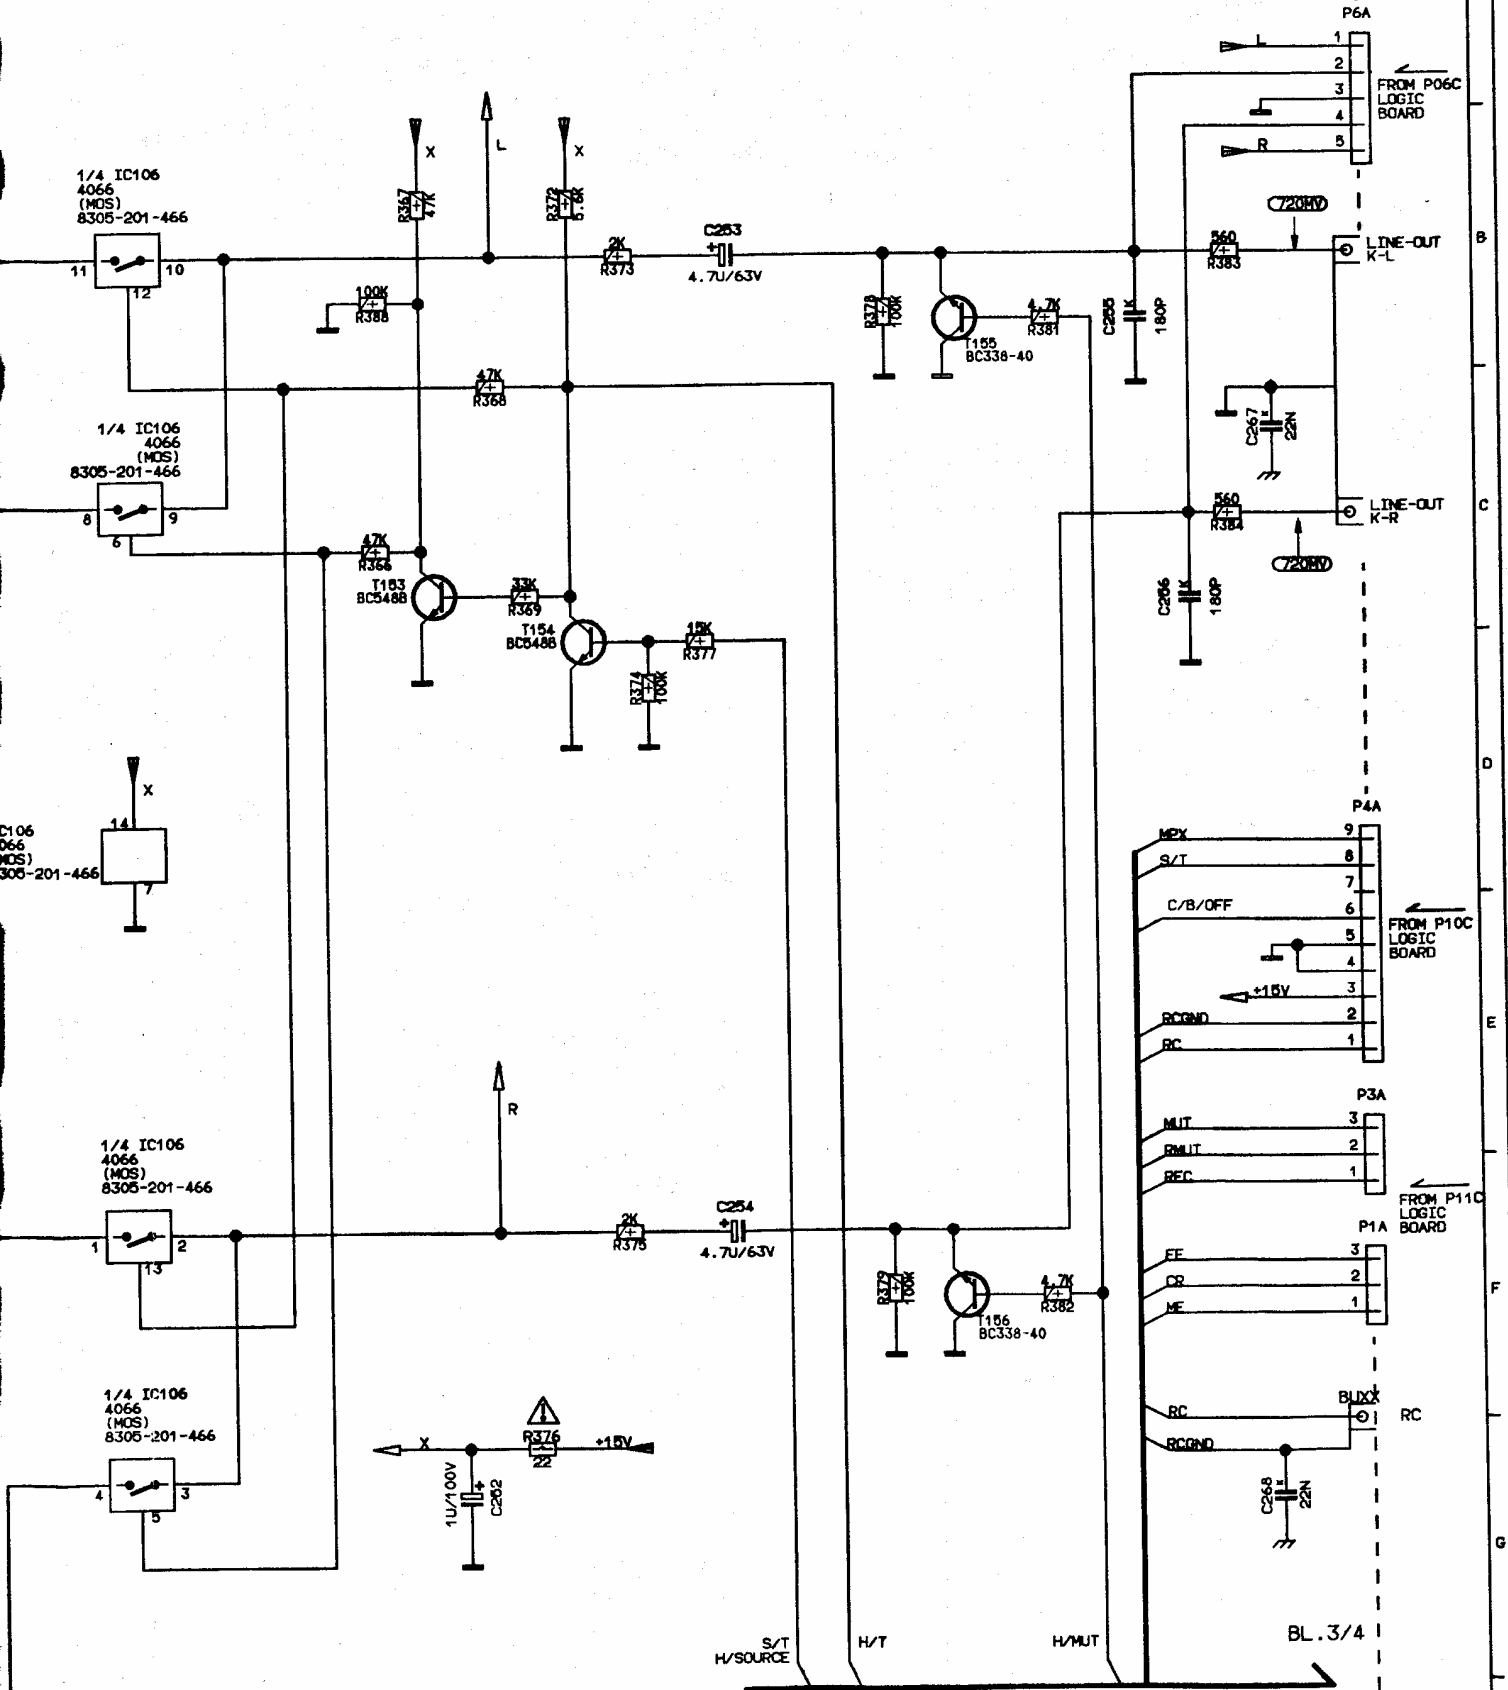 P6A
1
L
2
3
4
5
R
FROM P06C
LOGIC
BOARD
X
L
X
1/4 IC106
4066
(MOS)
8305-201-466
R367
47K
R372
5.6K
720MV
11
10
12
2K
R373
C253
+
4.7U/63V
560
R383
LINE-OUT
K-L
B
100K
R388
R378
100K
T155
BC338-40
4.7K
R381
C255
K
180P
47K
R368
C267
22N
1/4 IC106
4066
(MOS)
8305-201-466
8
9
6
560
R384
LINE-OUT
K-R
C
720MV
47K
R366
T153
BC548B
33K
R369
T154
BC548B
15K
R377
R374
100K
C256
K
180P
D
X
14
7
C106
066
MOS)
305-201-466
P4A
MPX
9
S/T
8
7
C/B/OFF
6
5
4
+15V
3
RCGND
2
RC
1
FROM P10C
LOGIC
BOARD
E
R
P3A
MUT
3
RMUT
2
REC
1
FROM P11C
LOGIC
BOARD
1/4 IC106
4066
(MOS)
8305-201-466
1
2
13
2K
R375
C254
+
4.7U/63V
P1A
FF
3
CR
2
MF
1
R379
100K
T156
BC338-40
4.7K
R382
F
1/4 IC106
4066
(MOS)
8305-201-466
4
3
5
X
R376
22
+15V
1U/100V
+
C252
BUXX
RC
RC
RCGND
C268
22N
G
S/T
H/SOURCE
H/T
H/MUT
BL.3/4